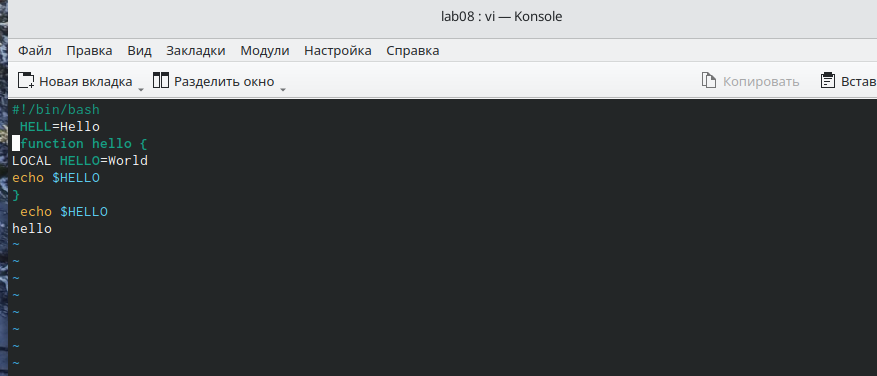 lab08 : vi — Konsole
Файл Правка Вид Закладки Модули Настройка Справка
Новая вкладка Разделить окно Копировать Встав
#!/bin/bash
 HELL=Hello
 function hello {
LOCAL HELLO=World
echo $HELLO
}
 echo $HELLO
hello
~
~
~
~
~
~
~
~